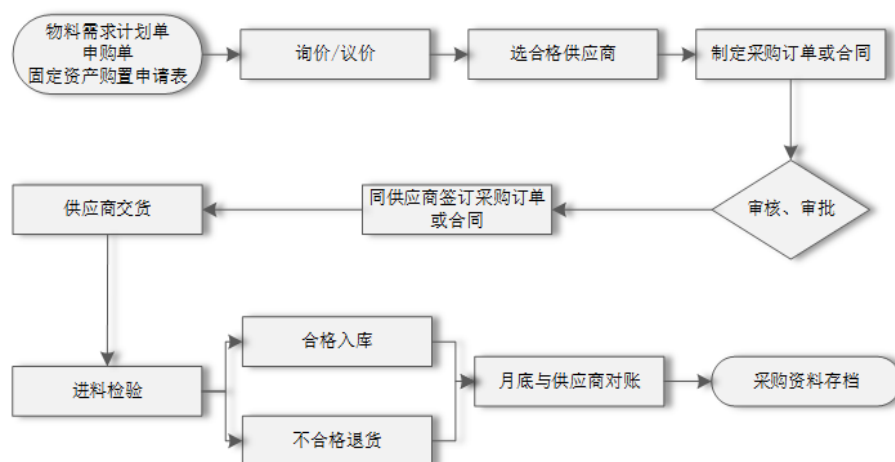 物料需求计划单
申购单
固定资产购置申请表
询价/议价
选合格供应商
制定采购订单或合同
审核、审批
同供应商签订采购订单
或合同
供应商交货
进料检验
合格入库
不合格退货
月底与供应商对账
采购资料存档